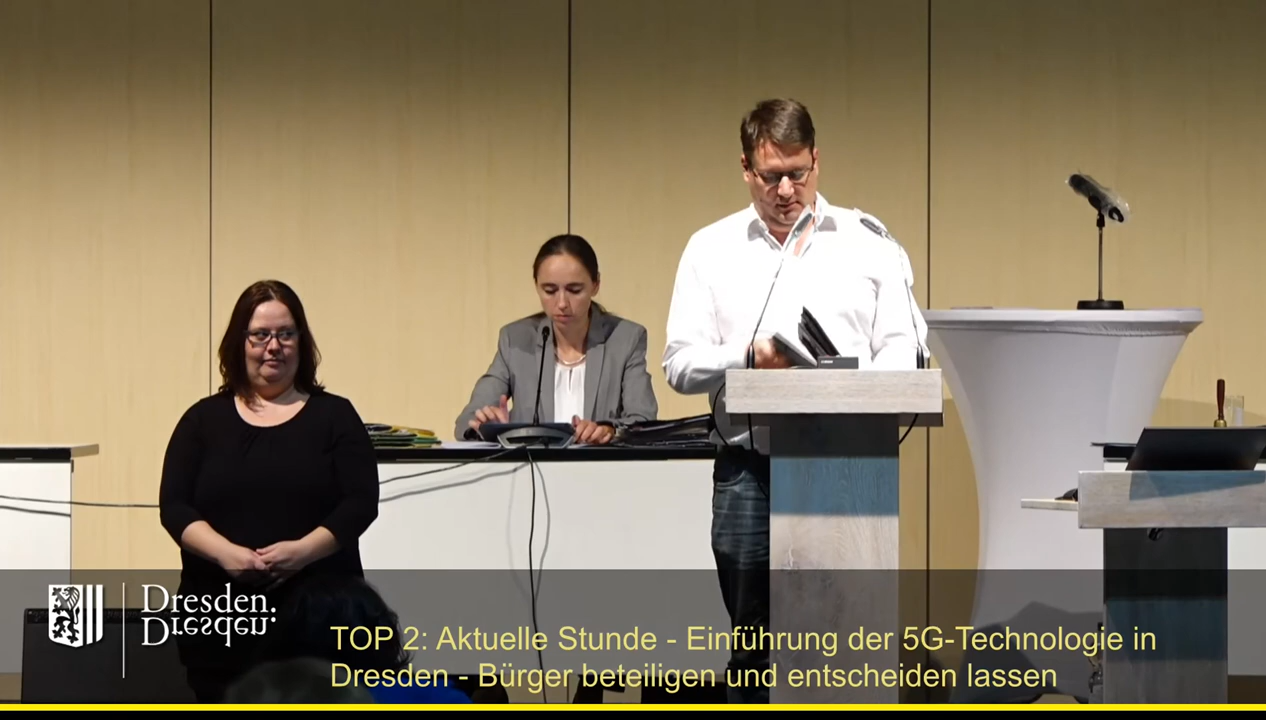 Dresden.
Dresden.
TOP 2: Aktuelle Stunde - Einführung der 5G-Technologie in
Dresden - Bürger beteiligen und entscheiden lassen